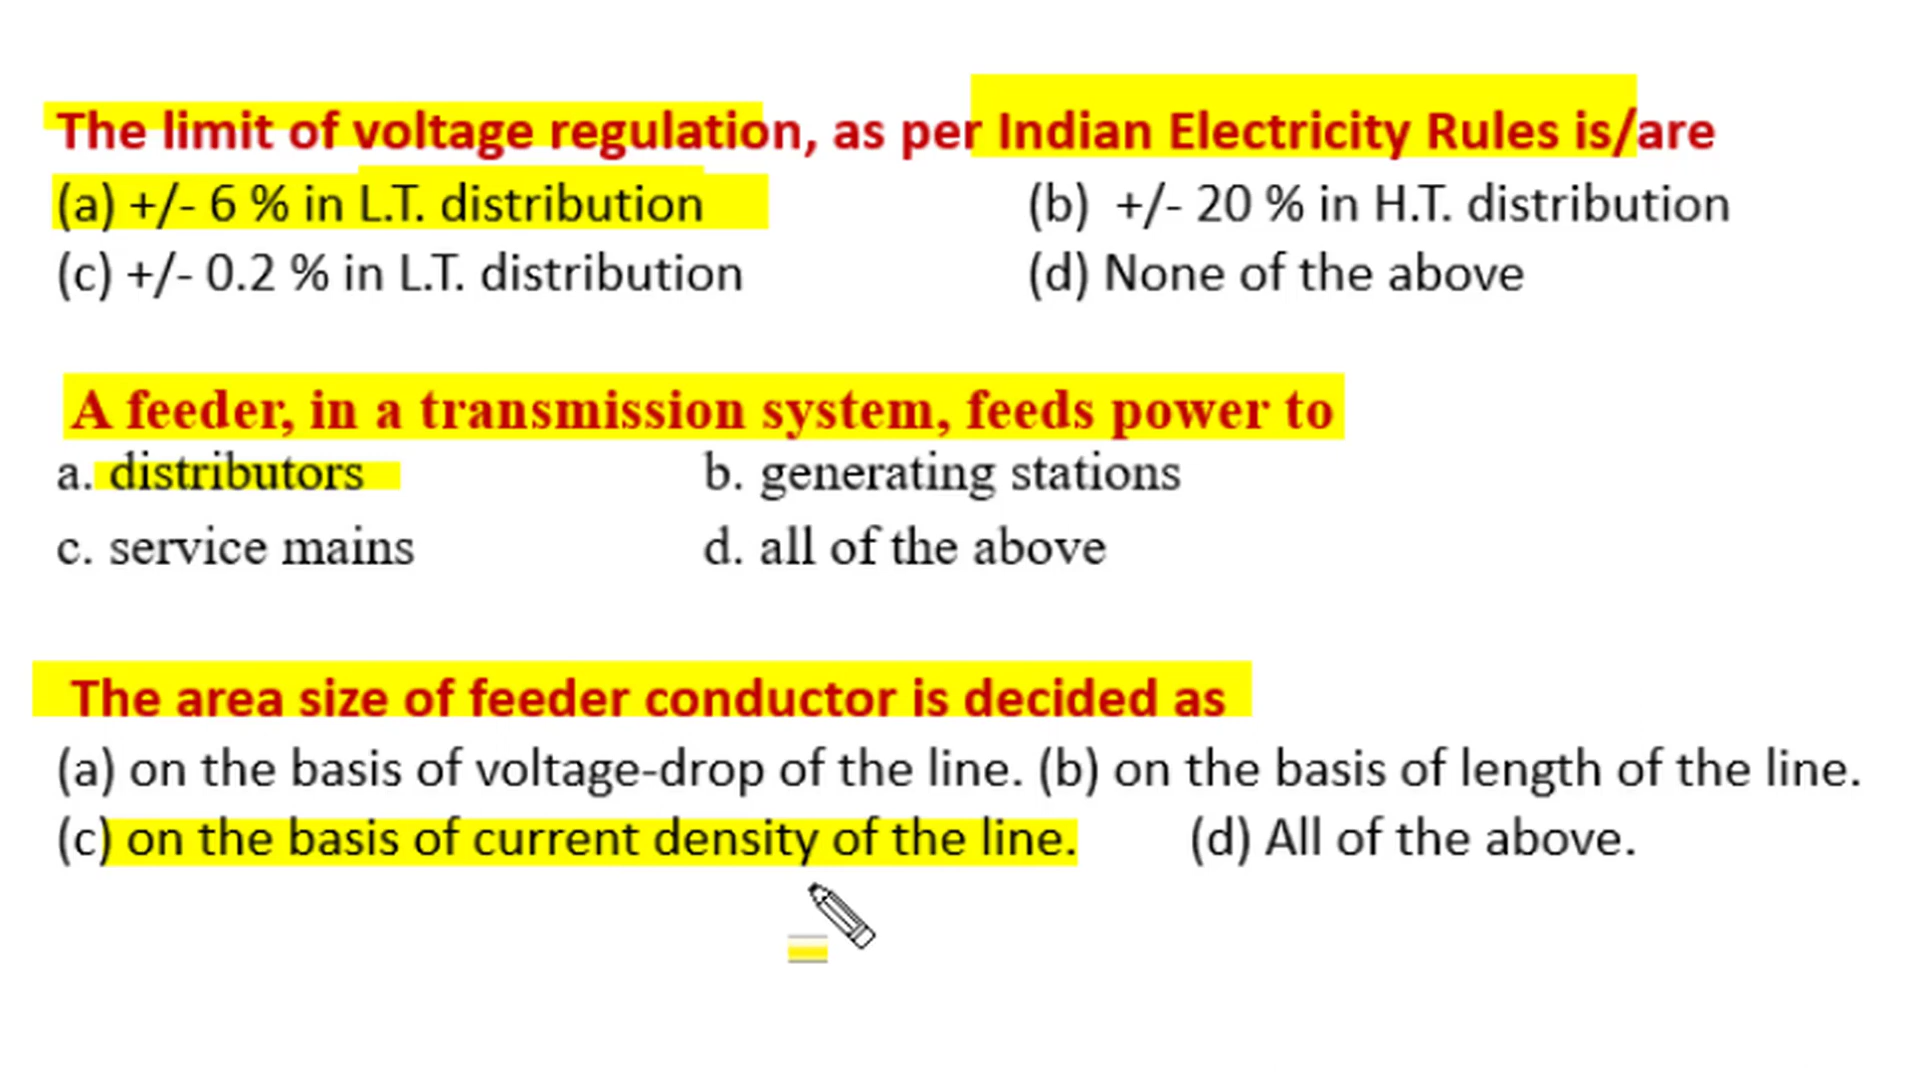 The limit of voltage regulation, as per Indian Electricity Rules is/are
(a) +/- 6 % in L.T. distribution (b) +/- 20 % in H.T. distribution
(c) +/- 0.2 % in L.T. distribution (d) None of the above
A feeder, in a transmission system, feeds power to
a. distributors b. generating stations
c. service mains d. all of the above
The area size of feeder conductor is decided as
(a) on the basis of voltage-drop of the line. (b) on the basis of length of the line.
(c) on the basis of current density of the line. (d) All of the above.